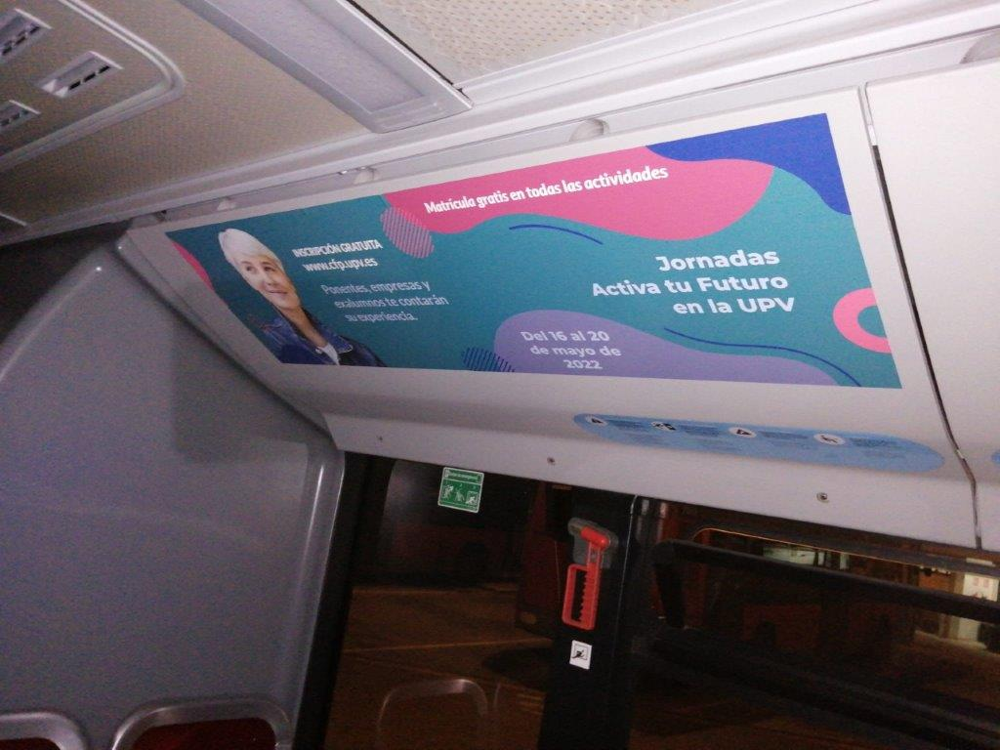 Matrícula gratis en todas las actividades
INSCRIPCIÓN GRATUITA
www.cfp.upv.es
Ponentes, empresas y
exalumnos te contarán
su experiencia.
Jornadas
Activa tu Futuro
en la UPV
Del 16 al 20
de mayo de
2022